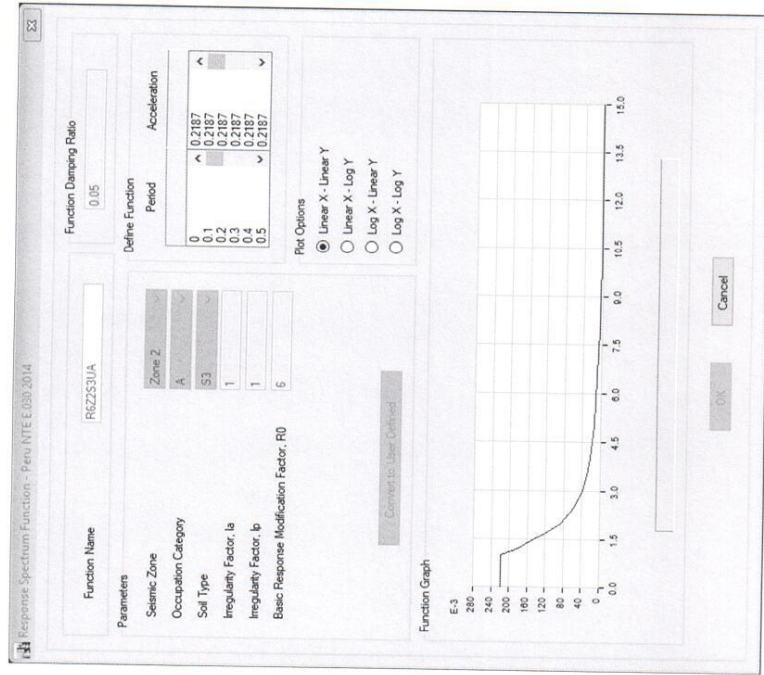 Response Spectrum Function - Peru NTE E.030 2014
Function Name
R6Z2S3UA
Function Damping Ratio
0.05
Parameters
Seismic Zone
Zone 2
Occupation Category
A
Soil Type
S3
Irregularity Factor, Ia
1
Irregularity Factor, Ip
1
Basic Response Modification Factor, R0
6
Convert to User Defined
Define Function
Period
Acceleration
0 0.2187
0.1 0.2187
0.2 0.2187
0.3 0.2187
0.4 0.2187
0.5 0.2187
Plot Options
Linear X - Linear Y
Linear X - Log Y
Log X - Linear Y
Log X - Log Y
Function Graph
E-3
280
240
200
160
120
80
40
0
0.0 1.5 3.0 4.5 6.0 7.5 9.0 10.5 12.0 13.5 15.0
OK
Cancel